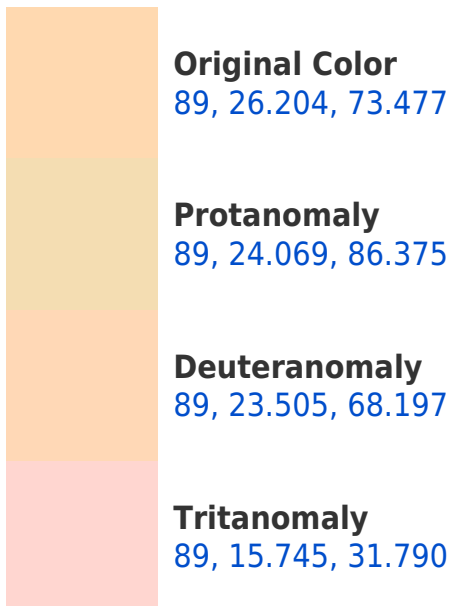 Original Color
89, 26.204, 73.477
Protanomaly
89, 24.069, 86.375
Deuteranomaly
89, 23.505, 68.197
Tritanomaly
89, 15.745, 31.790